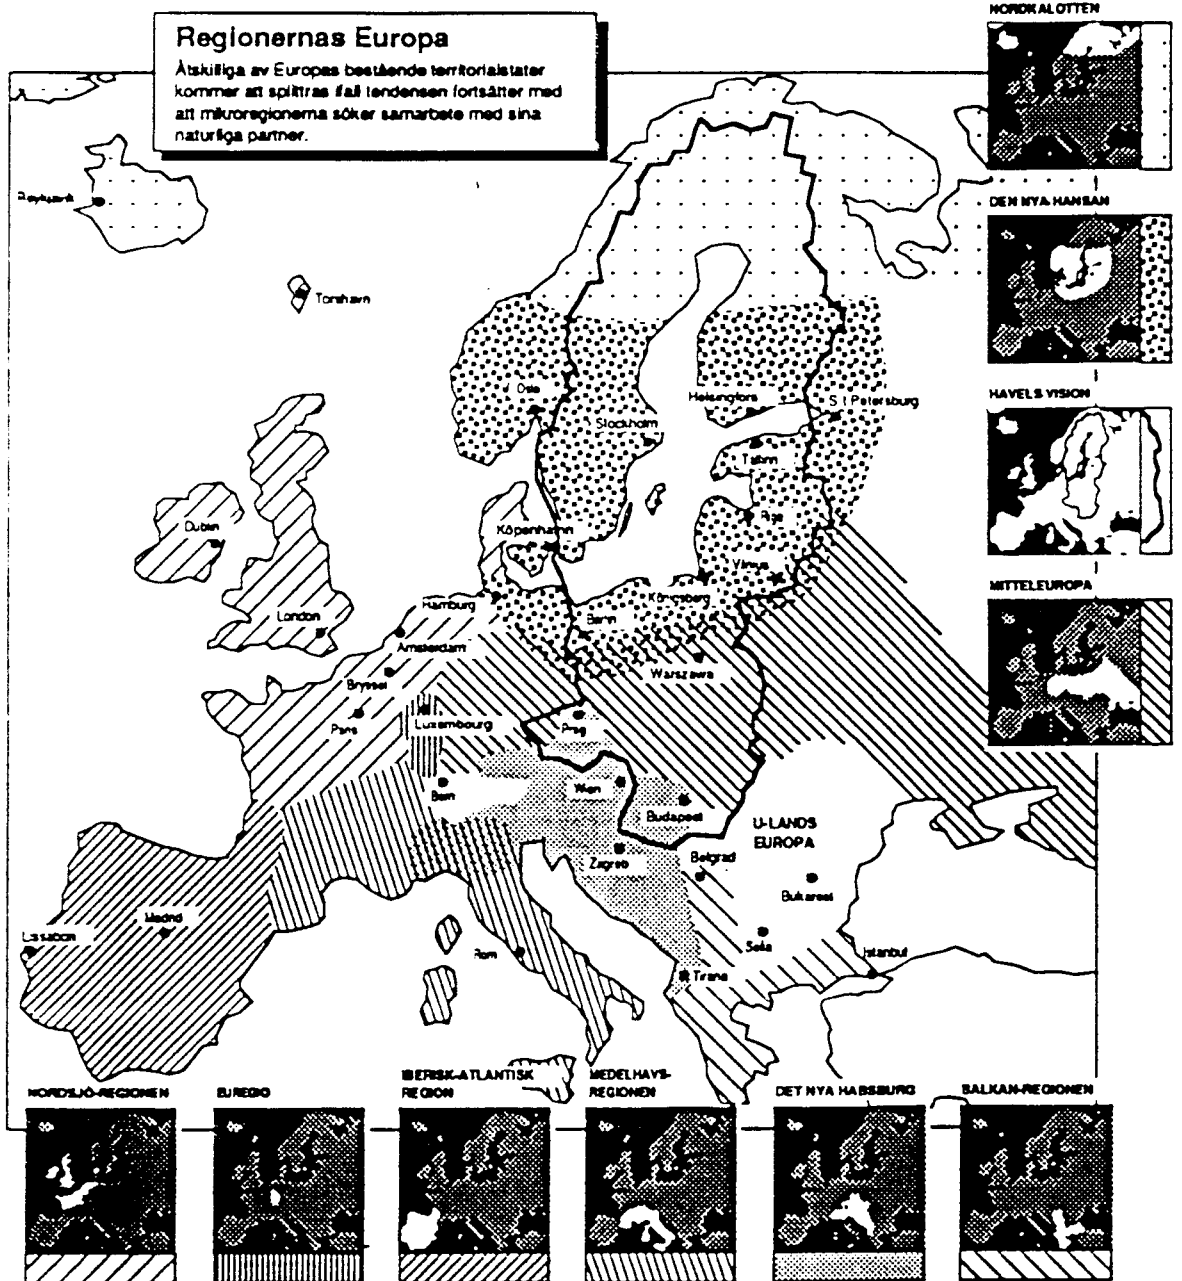 Regionernas Europa
Åtskilliga av Europas bestående territorialstater
kommer att splittras ifall tendensen fortsätter med
att mikroregionerna söker samarbete med sina
naturliga partner.
NORDKALOTTEN
DEN NYA HANSAN
HAVELS VISION
MITTELEUROPA
Reykjavik
Torshavn
Oslo
Helsingfors
S:t Petersburg
Stockholm
Tallinn
Riga
Dublin
Köpenhamn
Vilnius
Königsberg
Hamburg
London
Berlin
Amsterdam
Warszawa
Bryssel
Luxembourg
Paris
Prag
Bern
Wien
Budapest
U-LANDS
EUROPA
Zagreb
Belgrad
Bukarest
Madrid
Lissabon
Rom
Sofia
Istanbul
Tirana
NORDSJÖ-REGIONEN
EUREGIO
IBERISK-ATLANTISK
REGION
MEDELHAVS-
REGIONEN
DET NYA HABSBURG
BALKAN-REGIONEN